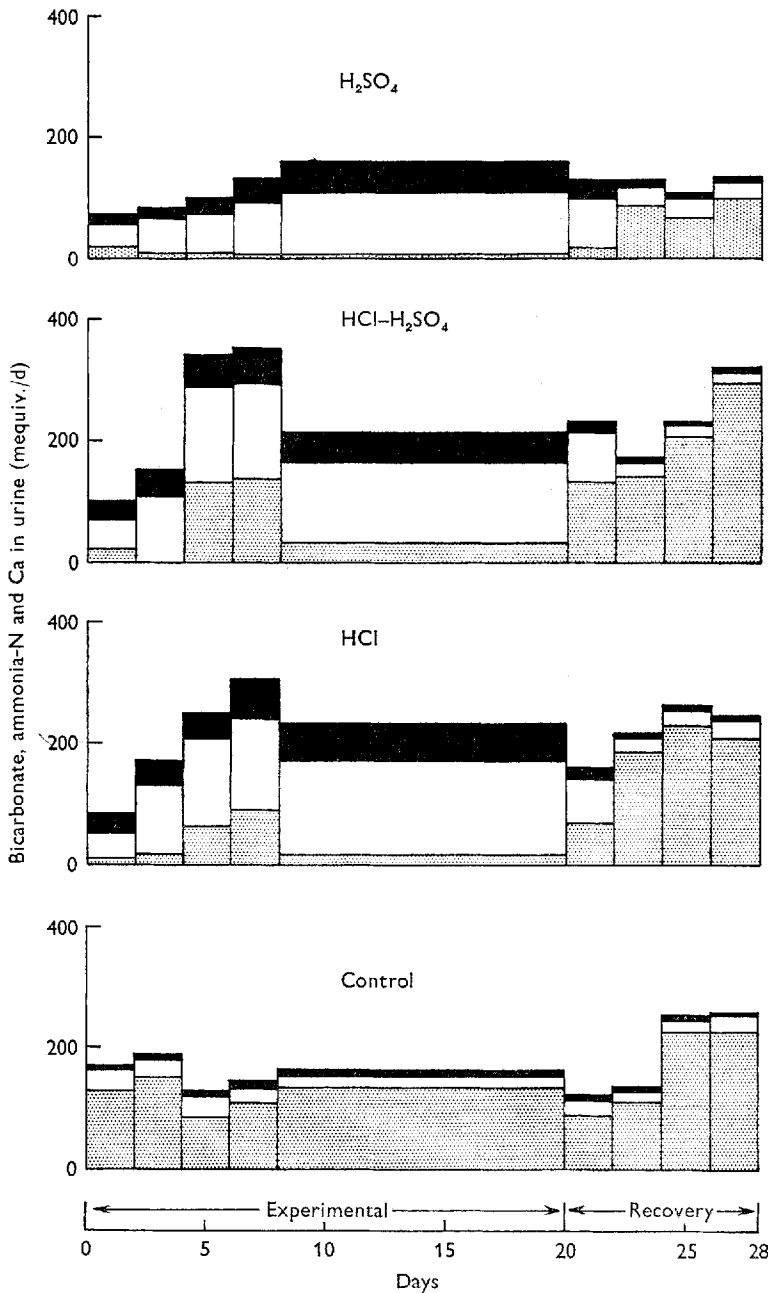 400
H₂SO₄
200
0
400
HCl–H₂SO₄
200
0
400
HCl
200
0
400
Control
200
0
Bicarbonate, ammonia-N and Ca in urine (mequiv./d)
Experimental
Recovery
0 5 10 15 20 25 28
Days